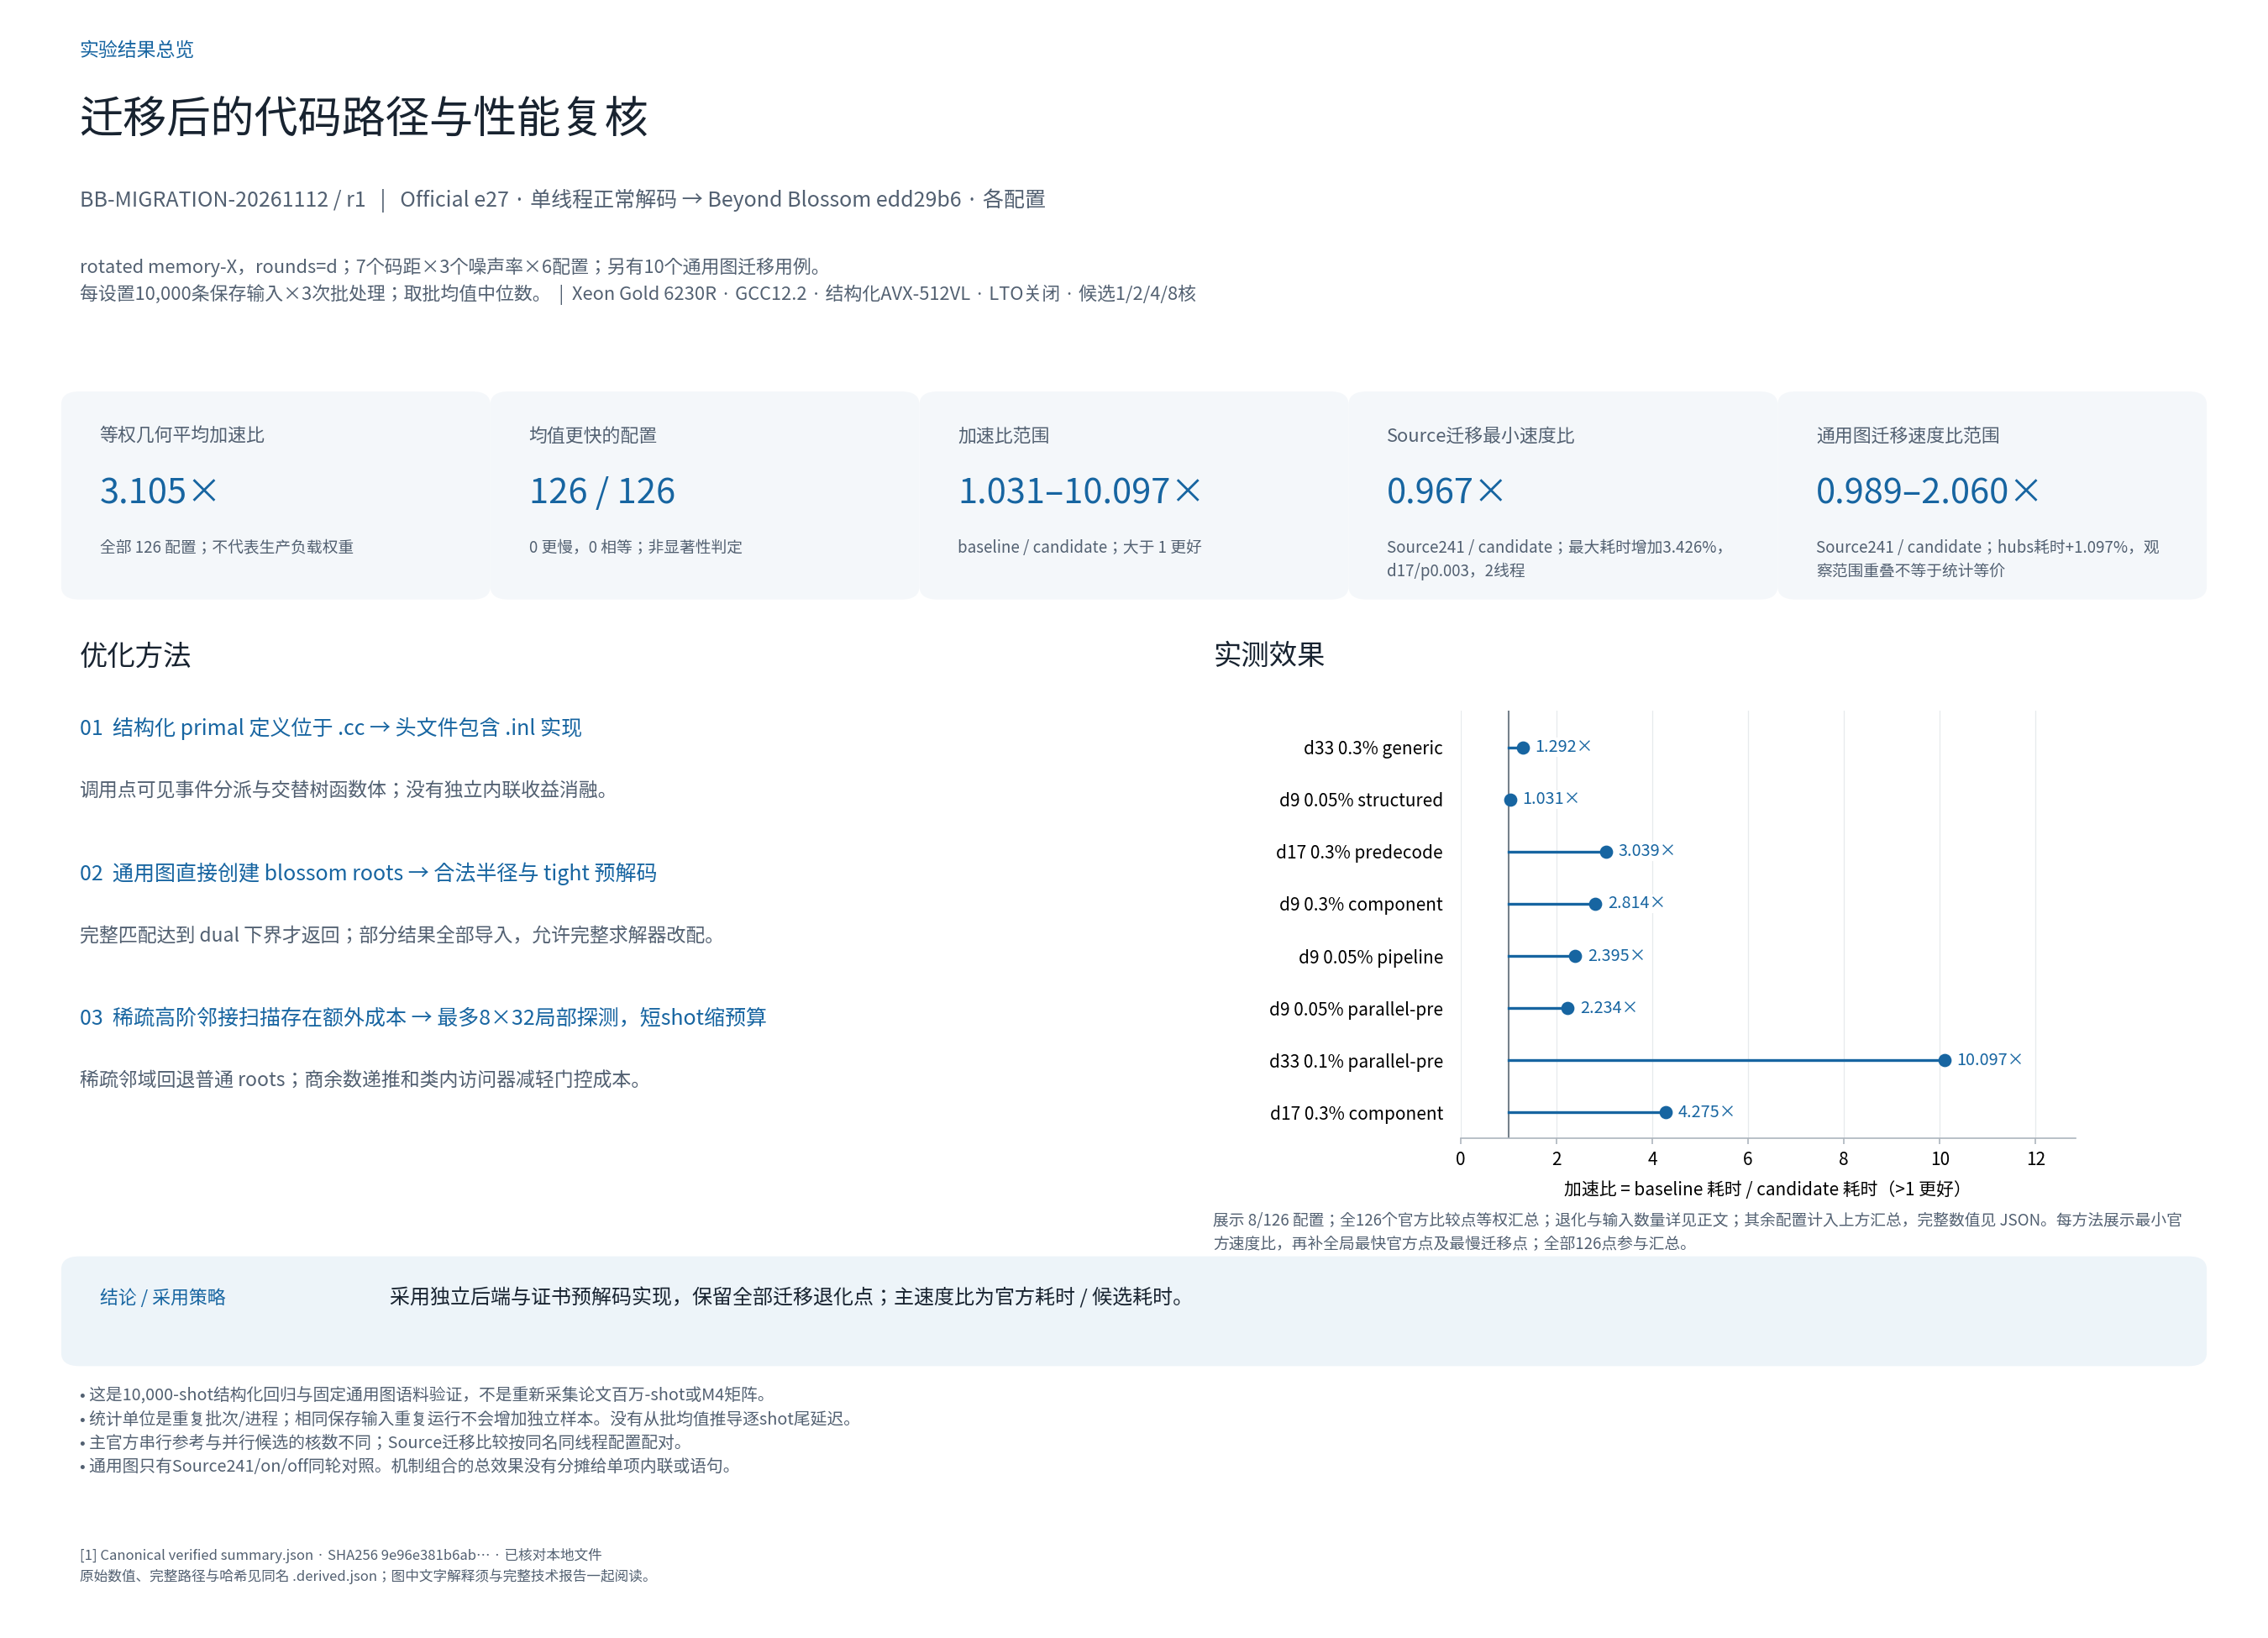 实验结果总览
迁移后的代码路径与性能复核
BB-MIGRATION-20261112 / r1 | Official e27 · 单线程正常解码 → Beyond Blossom edd29b6 · 各配置
rotated memory-X，rounds=d；7个码距×3个噪声率×6配置；另有10个通用图迁移用例。
每设置10,000条保存输入×3次批处理；取批均值中位数。 | Xeon Gold 6230R · GCC12.2 · 结构化AVX-512VL · LTO关闭 · 候选1/2/4/8核
等权几何平均加速比
3.105×
全部 126 配置；不代表生产负载权重
均值更快的配置
126 / 126
0 更慢，0 相等；非显著性判定
加速比范围
1.031–10.097×
baseline / candidate；大于 1 更好
Source迁移最小速度比
0.967×
Source241 / candidate；最大耗时增加3.426%，
d17/p0.003，2线程
通用图迁移速度比范围
0.989–2.060×
Source241 / candidate；hubs耗时+1.097%，观
察范围重叠不等于统计等价
优化方法
01 结构化 primal 定义位于 .cc → 头文件包含 .inl 实现
调用点可见事件分派与交替树函数体；没有独立内联收益消融。
02 通用图直接创建 blossom roots → 合法半径与 tight 预解码
完整匹配达到 dual 下界才返回；部分结果全部导入，允许完整求解器改配。
03 稀疏高阶邻接扫描存在额外成本 → 最多8×32局部探测，短shot缩预算
稀疏邻域回退普通 roots；商余数递推和类内访问器减轻门控成本。
实测效果
d33 0.3% generic 1.292×
d9 0.05% structured 1.031×
d17 0.3% predecode 3.039×
d9 0.3% component 2.814×
d9 0.05% pipeline 2.395×
d9 0.05% parallel-pre 2.234×
d33 0.1% parallel-pre 10.097×
d17 0.3% component 4.275×
0 2 4 6 8 10 12
加速比 = baseline 耗时 / candidate 耗时（>1 更好）
展示 8/126 配置；全126个官方比较点等权汇总；退化与输入数量详见正文；其余配置计入上方汇总，完整数值见 JSON。每方法展示最小官
方速度比，再补全局最快官方点及最慢迁移点；全部126点参与汇总。
结论 / 采用策略
采用独立后端与证书预解码实现，保留全部迁移退化点；主速度比为官方耗时 / 候选耗时。
• 这是10,000-shot结构化回归与固定通用图语料验证，不是重新采集论文百万-shot或M4矩阵。
• 统计单位是重复批次/进程；相同保存输入重复运行不会增加独立样本。没有从批均值推导逐shot尾延迟。
• 主官方串行参考与并行候选的核数不同；Source迁移比较按同名同线程配置配对。
• 通用图只有Source241/on/off同轮对照。机制组合的总效果没有分摊给单项内联或语句。
[1] Canonical verified summary.json · SHA256 9e96e381b6ab… · 已核对本地文件
原始数值、完整路径与哈希见同名 .derived.json；图中文字解释须与完整技术报告一起阅读。